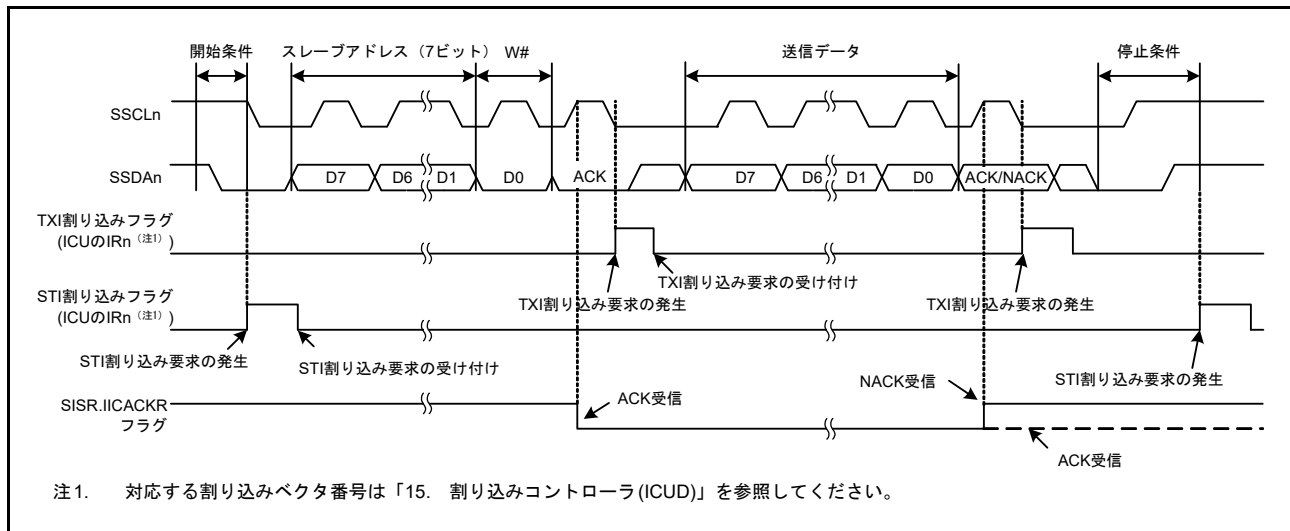 開始条件 スレーブアドレス（7ビット） W# 送信データ 停止条件
SSCLn
SSDAn D7 D6 D1 D0 ACK D7 D6 D1 D0 ACK/NACK
TXI割り込みフラグ
(ICUのIRn（注1）)
TXI割り込み要求の受け付け
TXI割り込み要求の発生 TXI割り込み要求の発生
STI割り込みフラグ
(ICUのIRn（注1）)
STI割り込み要求の発生 STI割り込み要求の受け付け STI割り込み要求の発生
SISR.IICACKR
フラグ
ACK受信 NACK受信
ACK受信
注1. 対応する割り込みベクタ番号は「15. 割り込みコントローラ(ICUD)」を参照してください。